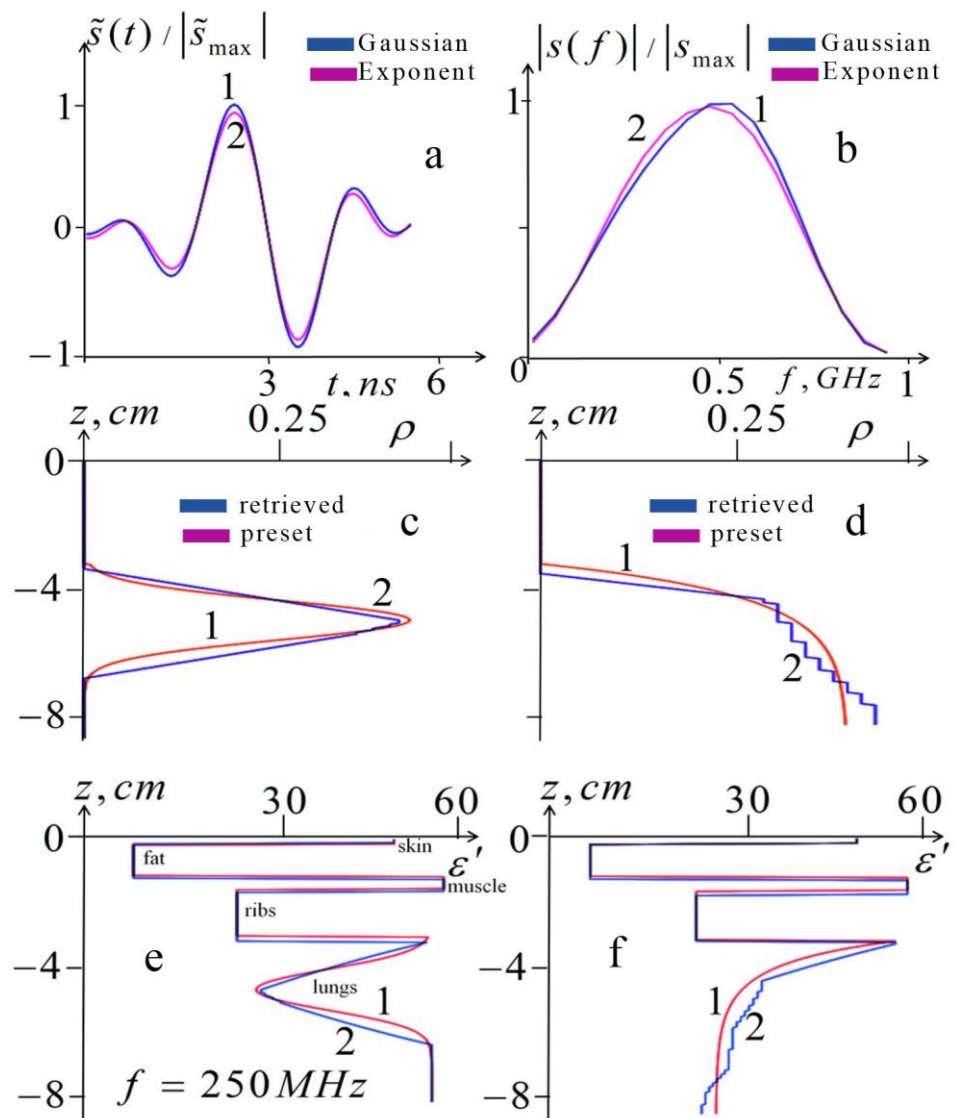 s̃(t) / |s̃max|
Gaussian
Exponent
1
1
2
a
0
−1
3
t, ns
6
|s(f)| / |smax|
Gaussian
Exponent
1
1
2
b
0
0.5
f, GHz
1
z, cm
0.25
ρ
0
retrieved
preset
c
−4
2
1
−8
z, cm
0.25
ρ
retrieved
preset
d
1
2
z, cm
30
60
0
skin
ε'
fat
muscle
ribs
−4
e
lungs
1
2
−8
f = 250 MHz
z, cm
30
60
0
ε'
−4
f
1
2
−8